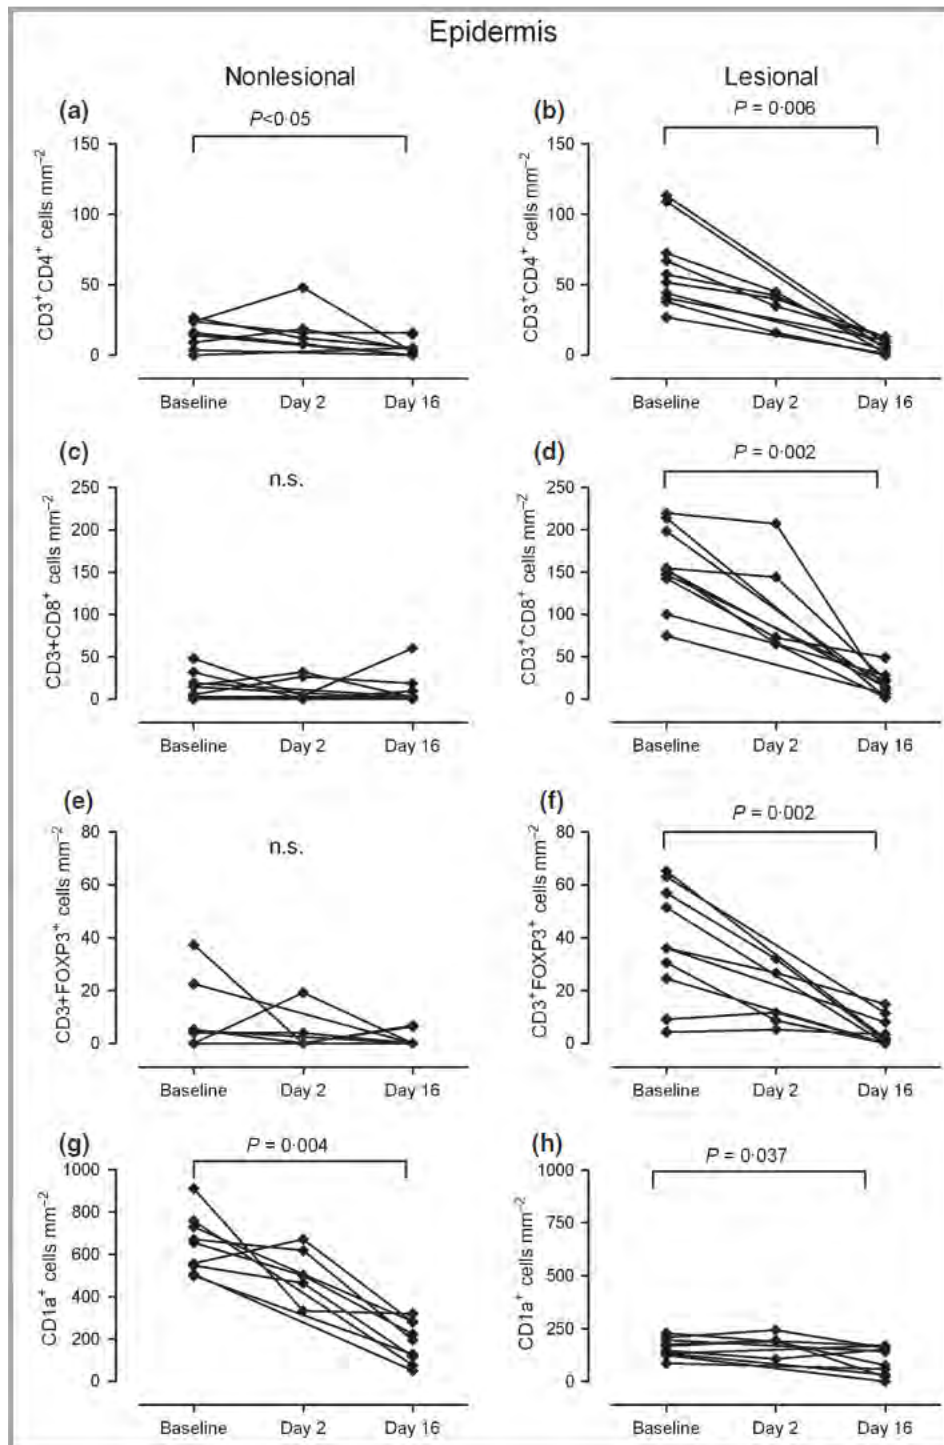 Epidermis
Nonlesional
Lesional
(a)
P<0·05
CD3+CD4+ cells mm−2
150
100
50
0
Baseline
Day 2
Day 16
(b)
P = 0·006
CD3+CD4+ cells mm−2
150
100
50
0
Baseline
Day 2
Day 16
(c)
n.s.
CD3+CD8+ cells mm−2
250
200
150
100
50
0
Baseline
Day 2
Day 16
(d)
P = 0·002
CD3+CD8+ cells mm−2
250
200
150
100
50
0
Baseline
Day 2
Day 16
(e)
n.s.
CD3+FOXP3+ cells mm−2
80
60
40
20
0
Baseline
Day 2
Day 16
(f)
P = 0·002
CD3+FOXP3+ cells mm−2
80
60
40
20
0
Baseline
Day 2
Day 16
(g)
P = 0·004
CD1a+ cells mm−2
1000
800
600
400
200
0
Baseline
Day 2
Day 16
(h)
P = 0·037
CD1a+ cells mm−2
1000
750
500
250
0
Baseline
Day 2
Day 16